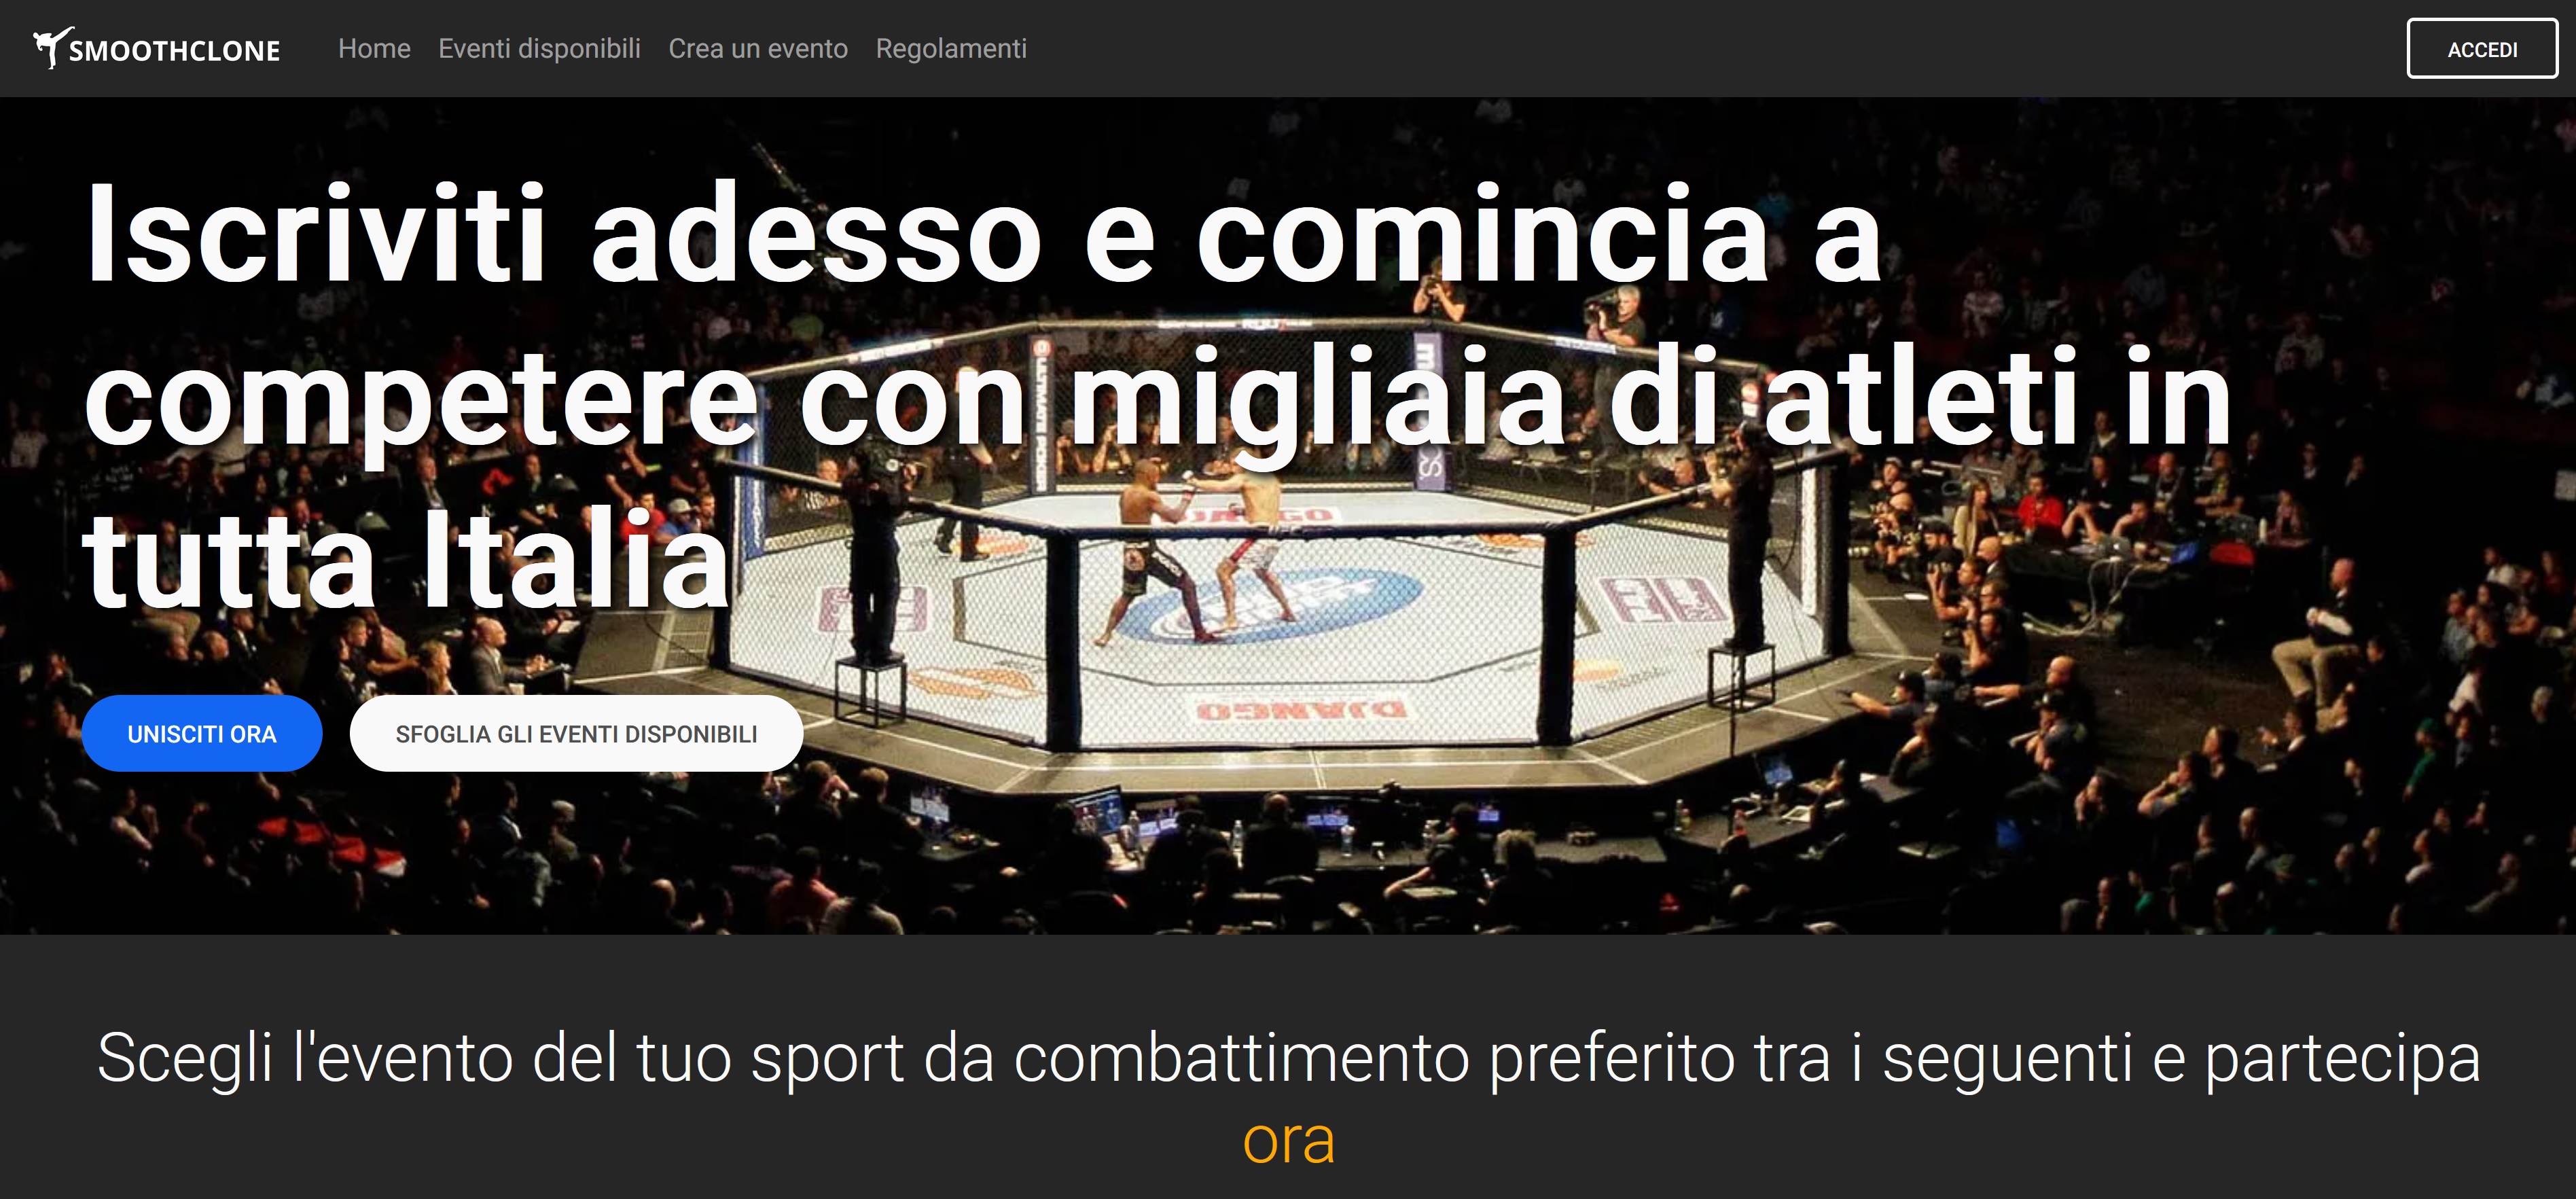 SMOOTHCLONE
Home
Eventi disponibili
Crea un evento
Regolamenti
ACCEDI
Iscriviti adesso e comincia a
competere con migliaia di atleti in
tutta Italia
UNISCITI ORA
SFOGLIA GLI EVENTI DISPONIBILI
DJANGO
Scegli l'evento del tuo sport da combattimento preferito tra i seguenti e partecipa
ora